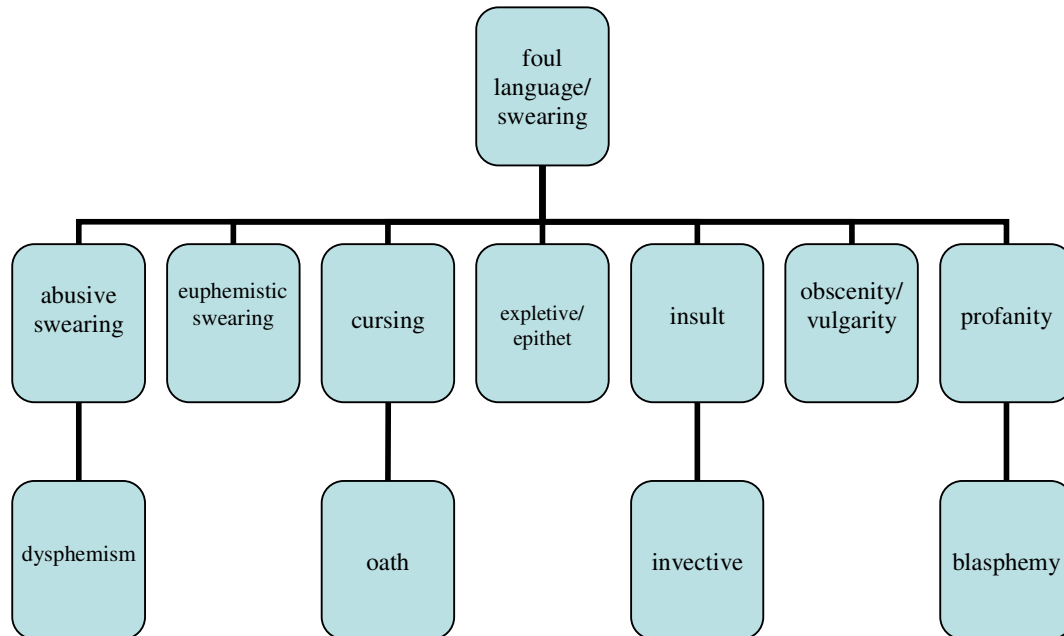 foul
language/
swearing
abusive
swearing
euphemistic
swearing
cursing
expletive/
epithet
insult
obscenity/
vulgarity
profanity
dysphemism
oath
invective
blasphemy